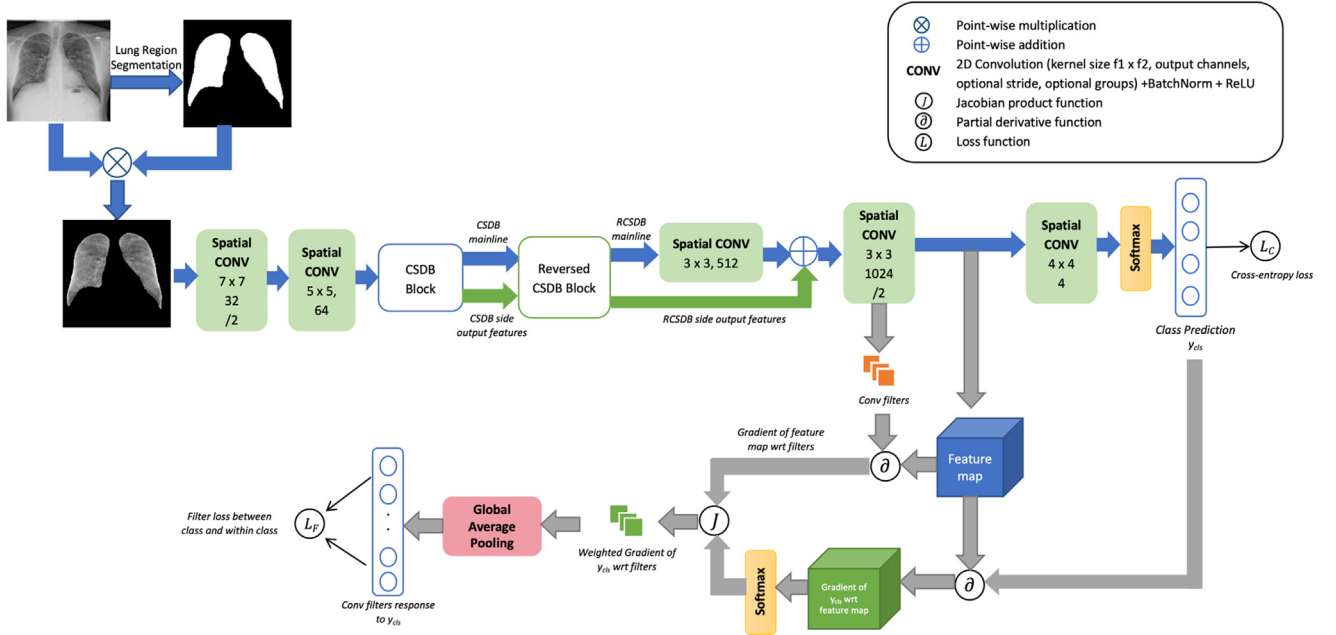 Lung Region
Segmentation
Point-wise multiplication
Point-wise addition
CONV
2D Convolution (kernel size f1 x f2, output channels,
optional stride, optional groups) +BatchNorm + ReLU
J
Jacobian product function
∂
Partial derivative function
L
Loss function
Spatial
CONV
7 x 7
32
/2
Spatial
CONV
5 x 5,
64
CSDB
Block
CSDB
mainline
CSDB side
output features
Reversed
CSDB Block
RCSDB
mainline
Spatial CONV
3 x 3, 512
RCSDB side output features
Spatial
CONV
3 x 3
1024
/2
Spatial
CONV
4 x 4
4
Softmax
L_C
Cross-entropy loss
Class Prediction
y_cls
Conv filters
Gradient of feature
map wrt filters
∂
Feature
map
Filter loss between
class and within class
L_F
Conv filters response
to y_cls
Global
Average
Pooling
Weighted Gradient of
y_cls wrt filters
J
Softmax
Gradient of
y_cls wrt
feature map
∂